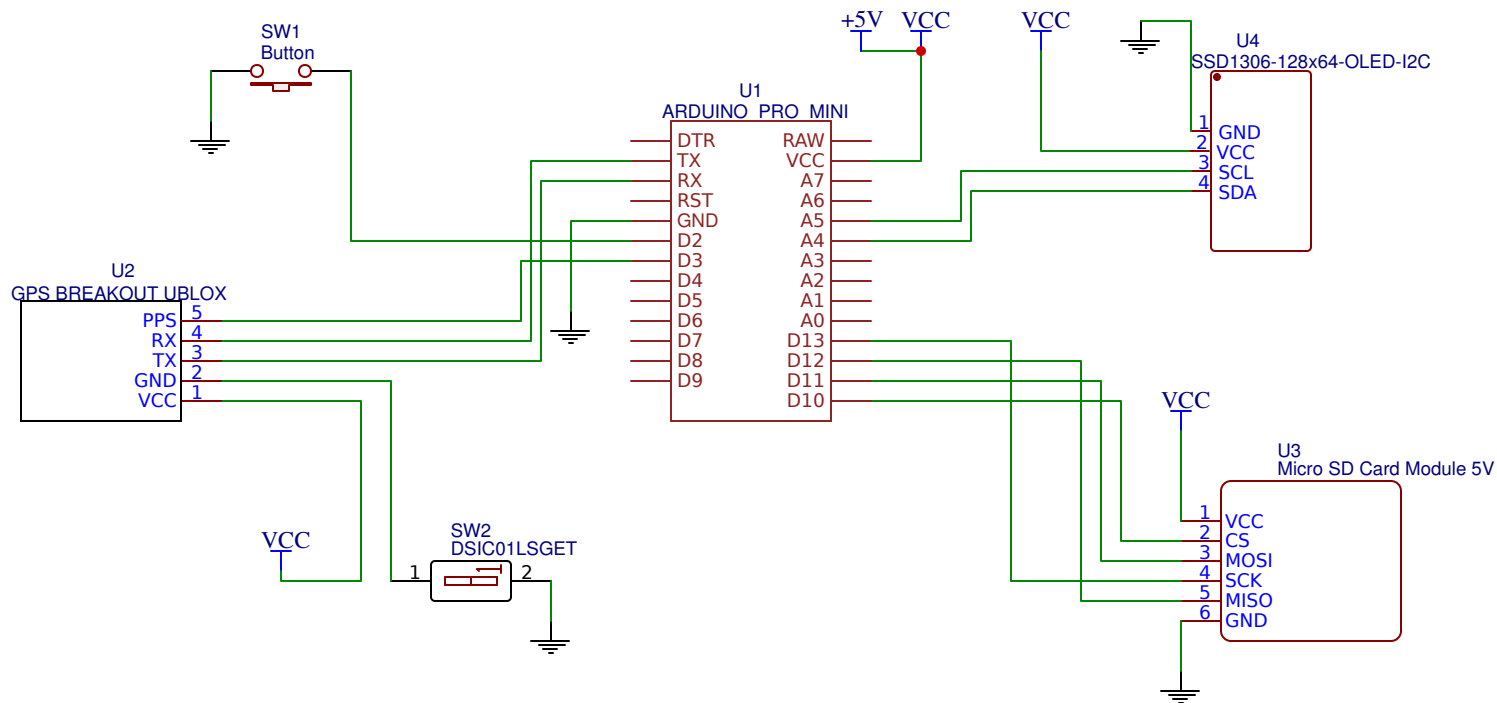 SW1
Button
+5V VCC
VCC
U4
SSD1306-128x64-OLED-I2C
1 GND
2 VCC
3 SCL
4 SDA
U1
ARDUINO PRO MINI
DTR RAW
TX VCC
RX A7
RST A6
GND A5
D2 A4
D3 A3
D4 A2
D5 A1
D6 A0
D7 D13
D8 D12
D9 D11
D10
U2
GPS BREAKOUT UBLOX
PPS 5
RX 4
TX 3
GND 2
VCC 1
VCC
SW2
DSIC01LSGET
1 2
VCC
U3
Micro SD Card Module 5V
1 VCC
2 CS
3 MOSI
4 SCK
5 MISO
6 GND